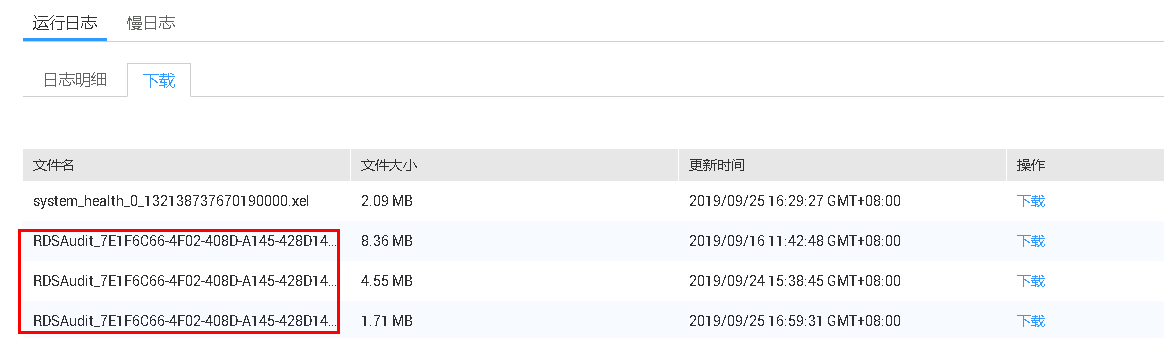 运行日志 慢日志
日志明细 下载
文件名 文件大小 更新时间 操作
system_health_0_132138737670190000.xel 2.09 MB 2019/09/25 16:29:27 GMT+08:00 下载
RDSAudit_7E1F6C66-4F02-408D-A145-428D14... 8.36 MB 2019/09/16 11:42:48 GMT+08:00 下载
RDSAudit_7E1F6C66-4F02-408D-A145-428D14... 4.55 MB 2019/09/24 15:38:45 GMT+08:00 下载
RDSAudit_7E1F6C66-4F02-408D-A145-428D14... 1.71 MB 2019/09/25 16:59:31 GMT+08:00 下载